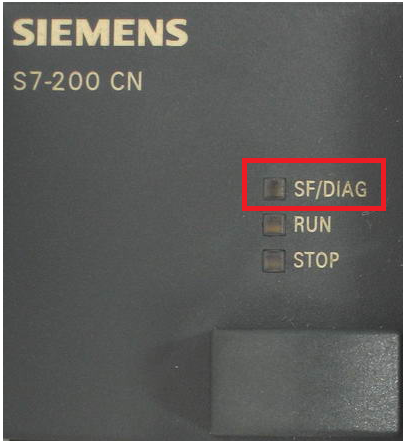 SIEMENS
S7-200 CN
SF/DIAG
RUN
STOP